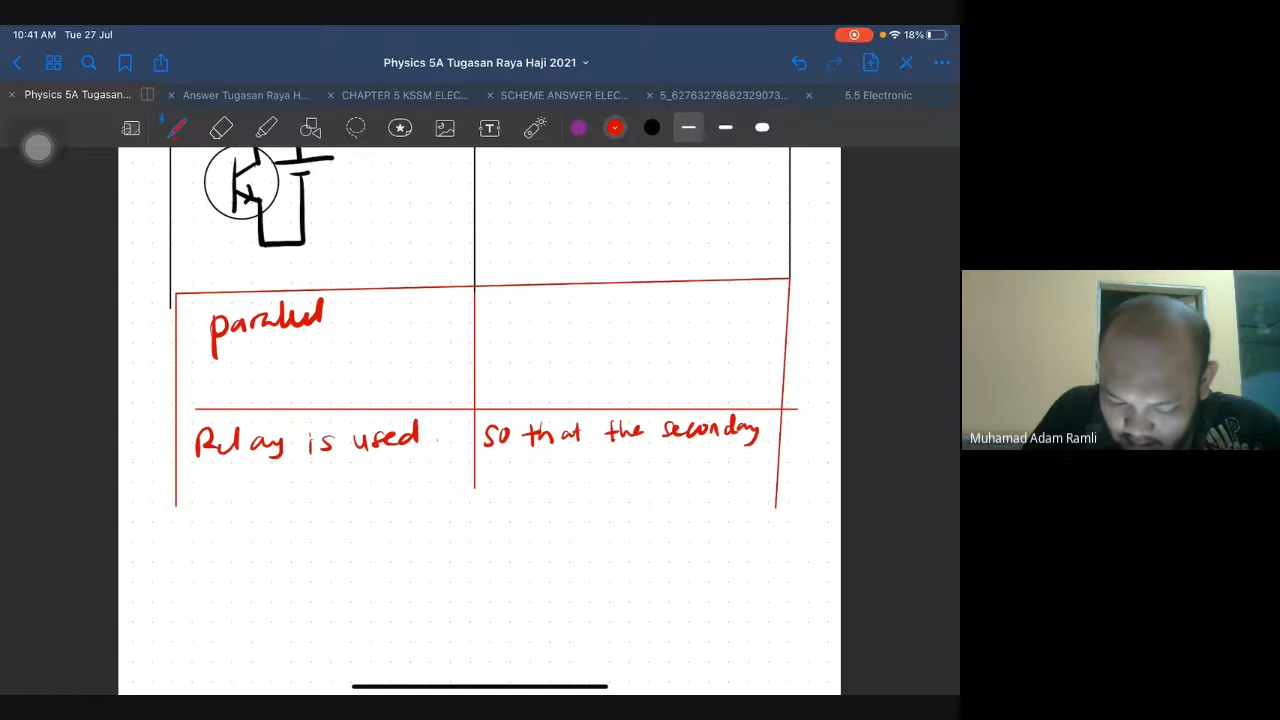 10:41 AM Tue 27 Jul
18%
Physics 5A Tugasan Raya Haji 2021
Physics 5A Tugasan...
Answer Tugasan Raya H...
CHAPTER 5 KSSM ELEC...
SCHEME ANSWER ELEC...
5_62763278882329073...
5.5 Electronic
parallel
Relay is used
so that the secondary
Muhamad Adam Ramli